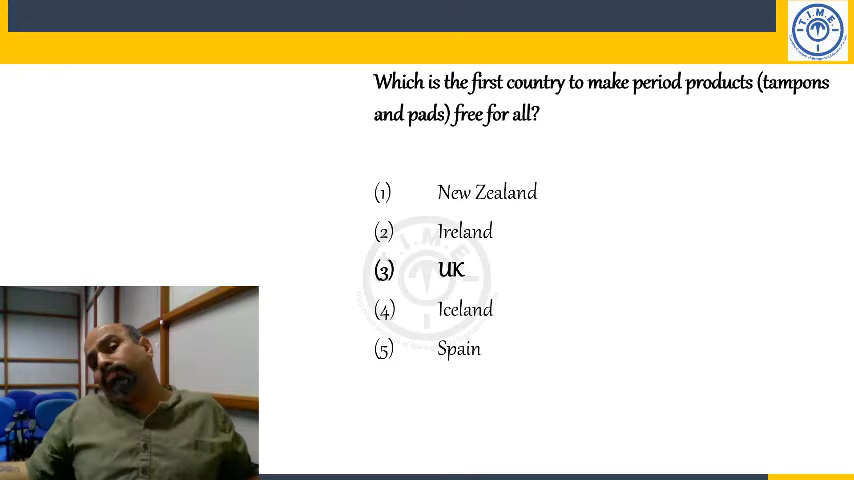 T.I.M.E.
Which is the first country to make period products (tampons
and pads) free for all?
(1) New Zealand
(2) Ireland
(3) UK
(4) Iceland
(5) Spain